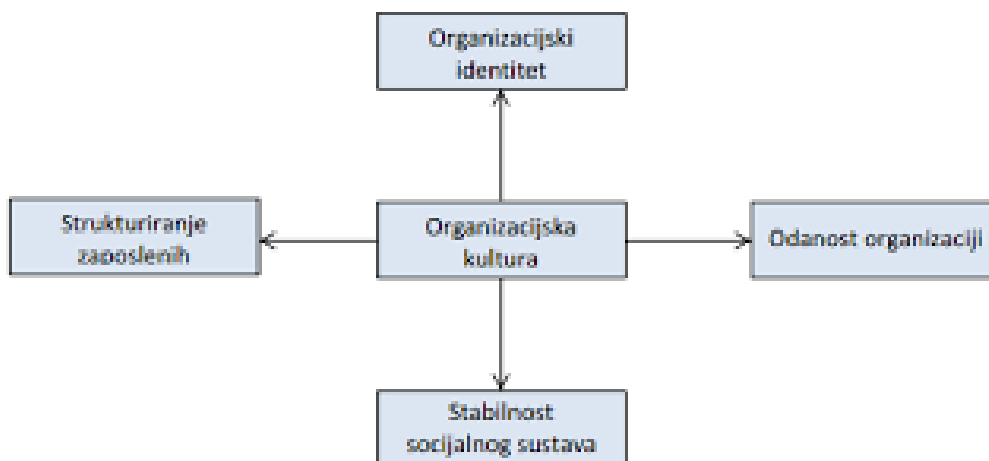 Organizacijski
identitet
Strukturiranje
zaposlenih
Organizacijska
kultura
Odanost organizaciji
Stabilnost
socijalnog sustava